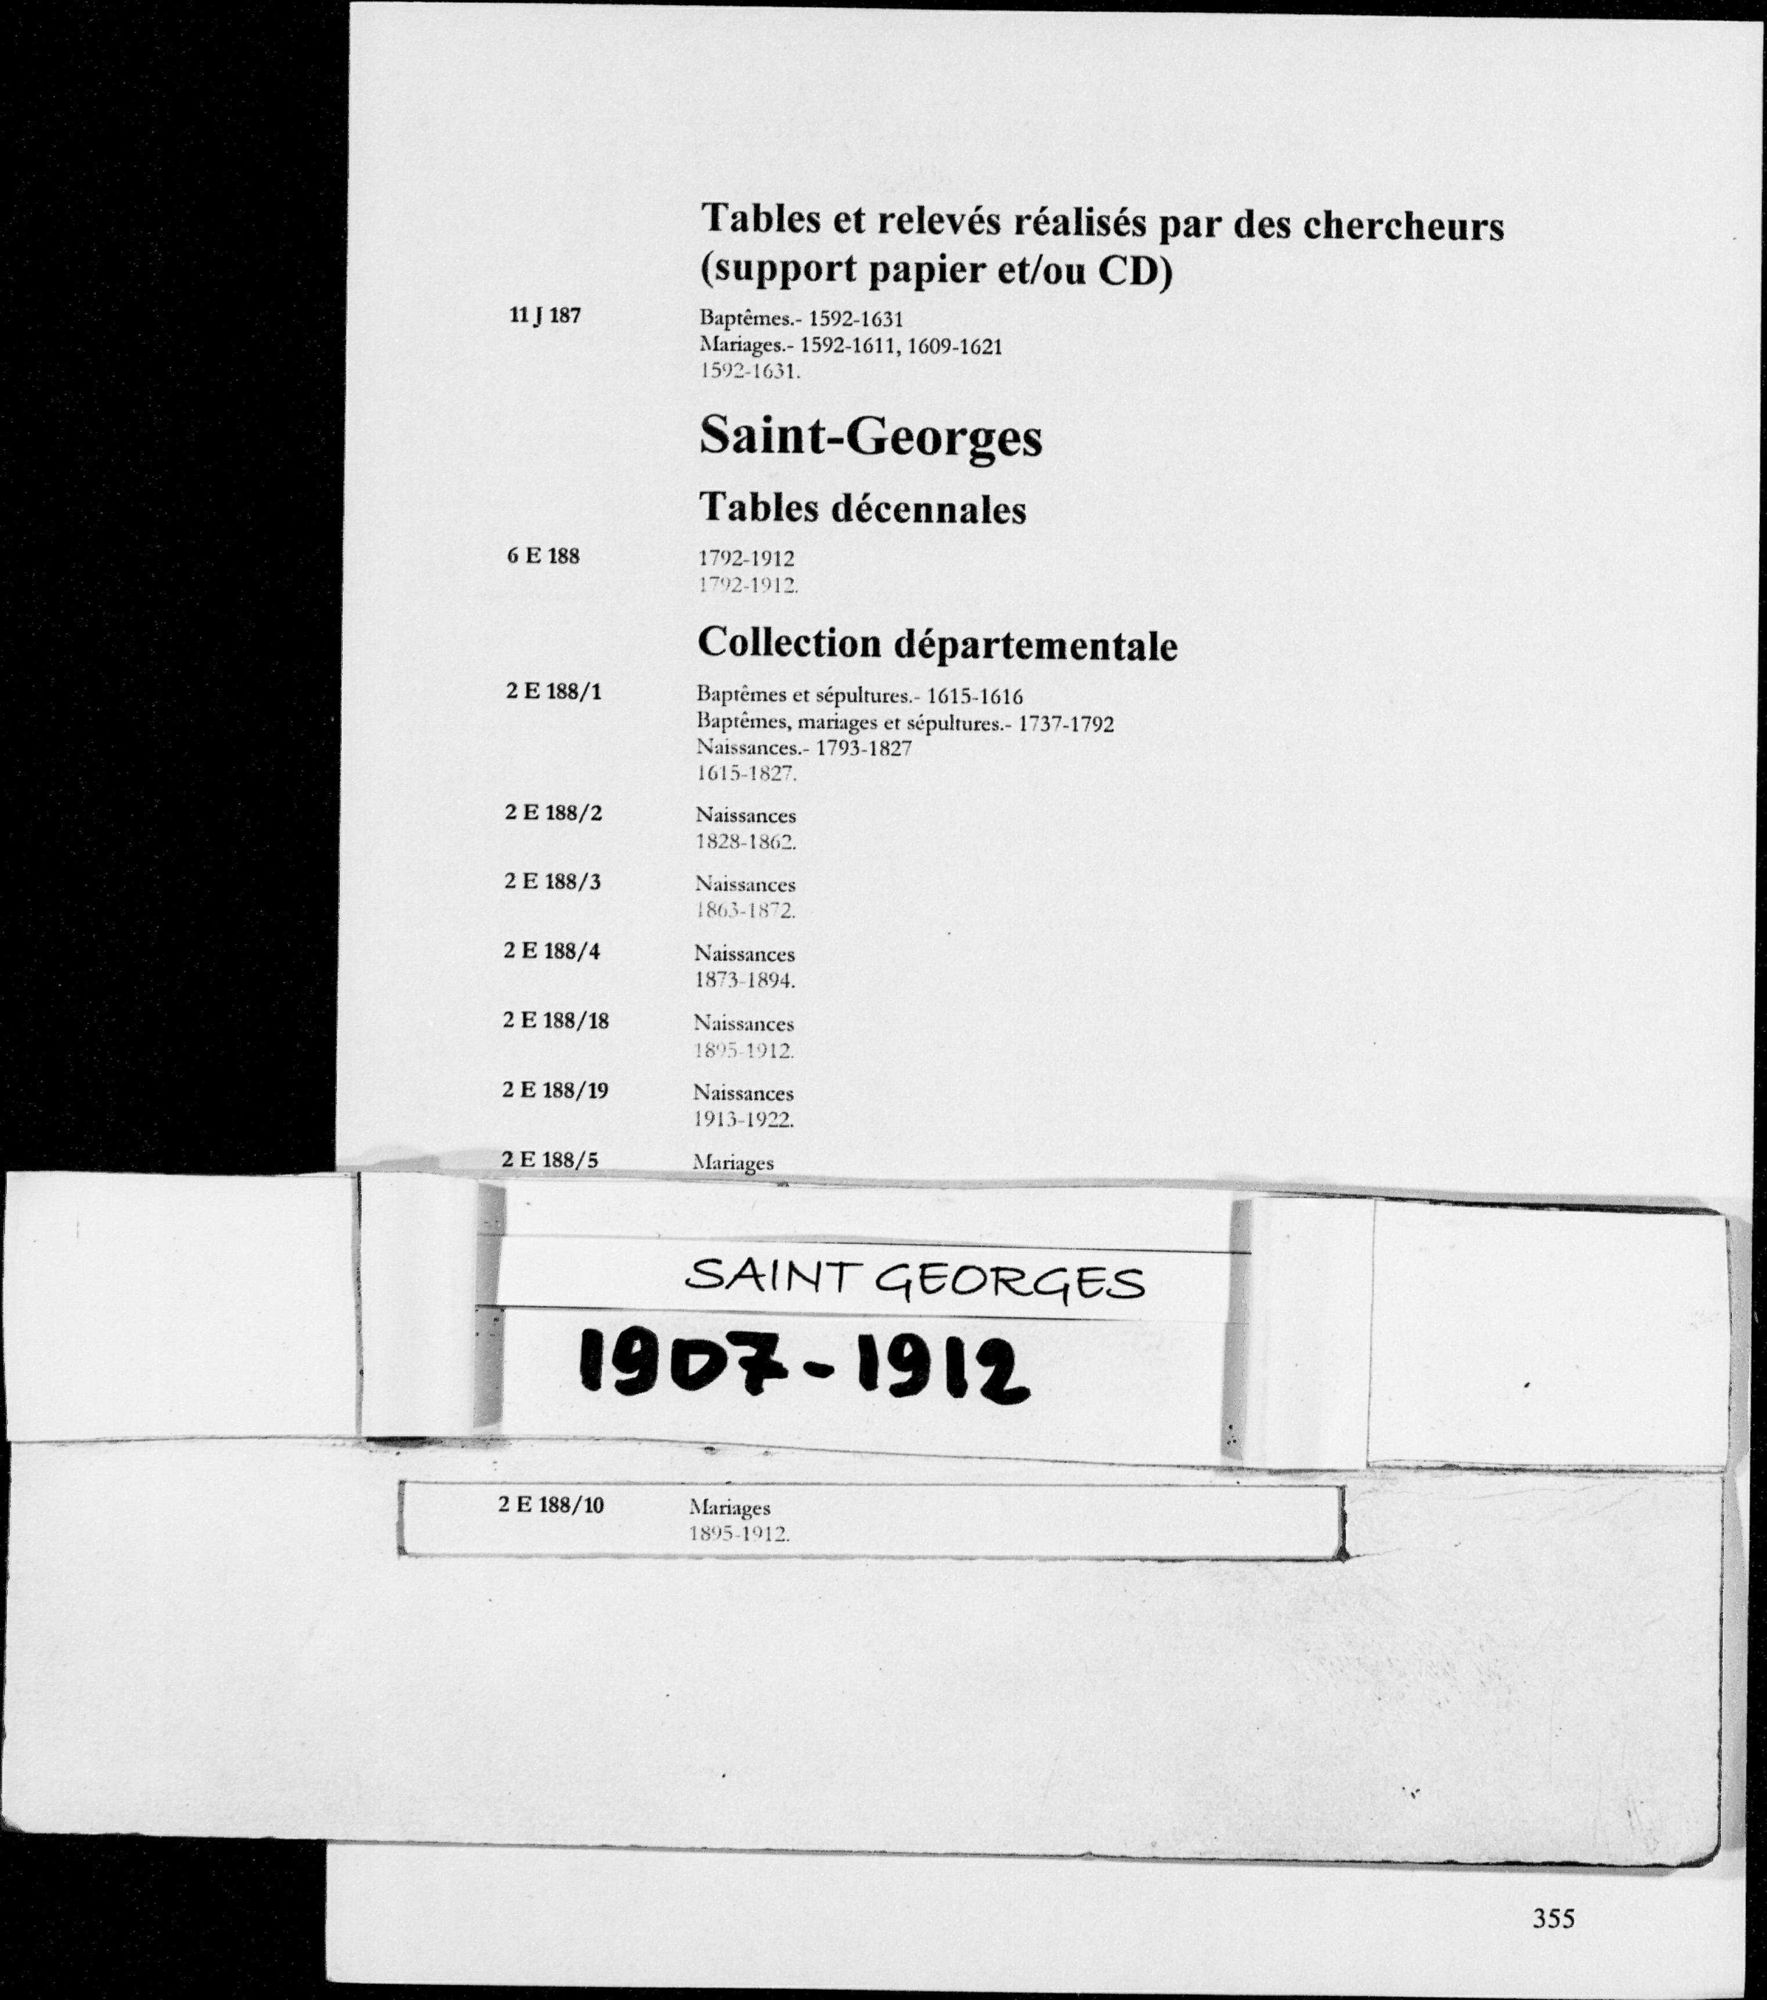 Tables et relevés réalisés par des chercheurs
(support papier et/ou CD)
11 J 187 Baptêmes.- 1592-1631
Mariages.- 1592-1611, 1609-1621
1592-1631.
Saint-Georges
Tables décennales
6 E 188 1792-1912
1792-1912.
Collection départementale
2 E 188/1 Baptêmes et sépultures.- 1615-1616
Baptêmes, mariages et sépultures.- 1737-1792
Naissances.- 1793-1827
1615-1827.
2 E 188/2 Naissances
1828-1862.
2 E 188/3 Naissances
1863-1872.
2 E 188/4 Naissances
1873-1894.
2 E 188/18 Naissances
1895-1912.
2 E 188/19 Naissances
1913-1922.
2 E 188/5 Mariages
SAINT GEORGES
1907-1912
2 E 188/10 Mariages
1895-1912.
355